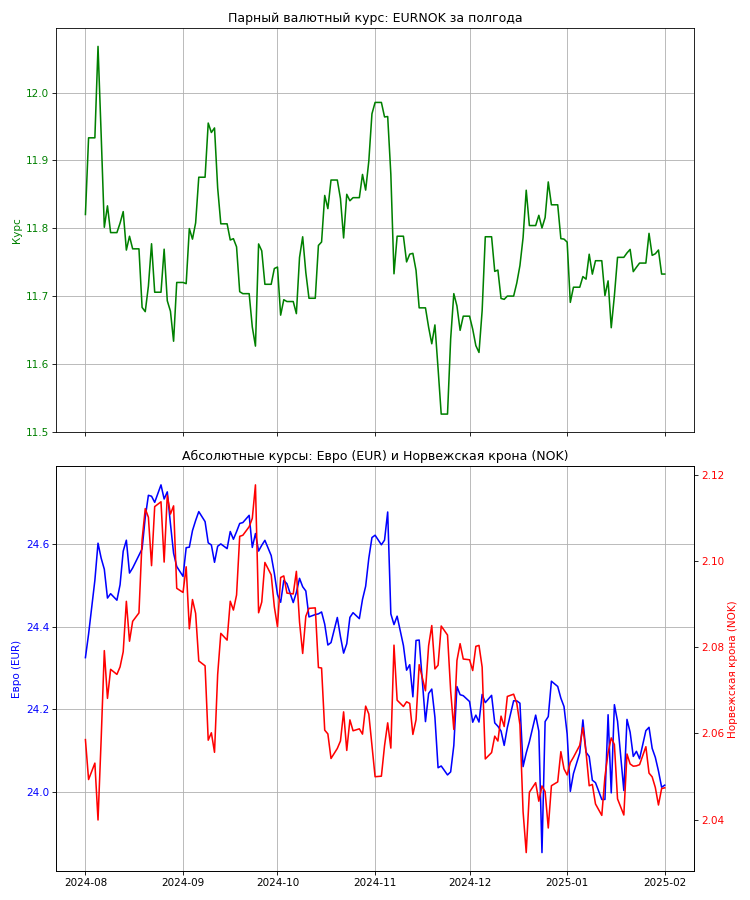 Парный валютный курс: EURNOK за полгода
12.0
11.9
11.8
11.7
11.6
11.5
Курс
Абсолютные курсы: Евро (EUR) и Норвежская крона (NOK)
24.6
24.4
24.2
24.0
Евро (EUR)
2.12
2.10
2.08
2.06
2.04
Норвежская крона (NOK)
2024-08 2024-09 2024-10 2024-11 2024-12 2025-01 2025-02